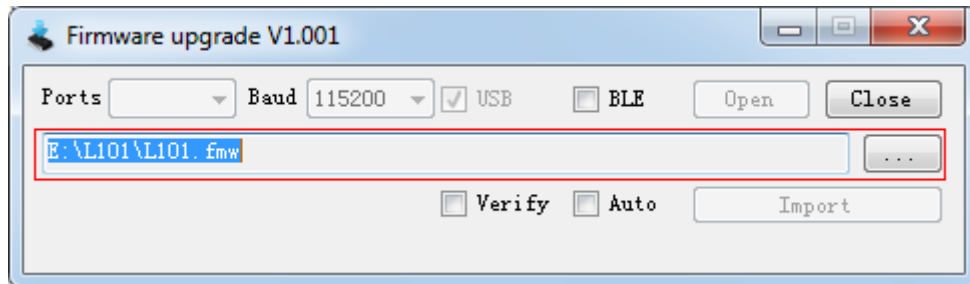 Firmware upgrade V1.001
Ports Baud 115200 USB BLE Open Close
E:\L101\L101.fmw ...
Verify Auto Import